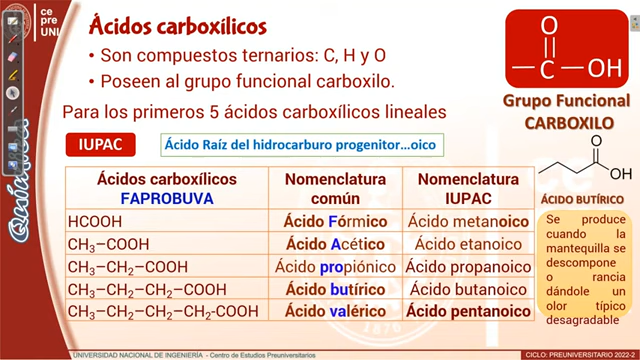 ce
pre
UNI
Química
Ácidos carboxílicos
• Son compuestos ternarios: C, H y O
• Poseen al grupo funcional carboxilo.
Para los primeros 5 ácidos carboxílicos lineales
IUPAC
Ácido Raíz del hidrocarburo progenitor…oico
Ácidos carboxílicos FAPROBUVA
Nomenclatura común
Nomenclatura IUPAC
HCOOH Ácido Fórmico Ácido metanoico
CH₃–COOH Ácido Acético Ácido etanoico
CH₃–CH₂–COOH Ácido propiónico Ácido propanoico
CH₃–CH₂–CH₂–COOH Ácido butírico Ácido butanoico
CH₃–CH₂–CH₂–CH₂-COOH Ácido valérico Ácido pentanoico
O
C OH
Grupo Funcional
CARBOXILO
O
OH
ÁCIDO BUTÍRICO
Se produce
cuando la
mantequilla se
descompone
o rancia
dándole un
olor típico
desagradable
1876
UNIVERSIDAD NACIONAL DE INGENIERÍA - Centro de Estudios Preuniversitarios
CICLO: PREUNIVERSITARIO 2022-2